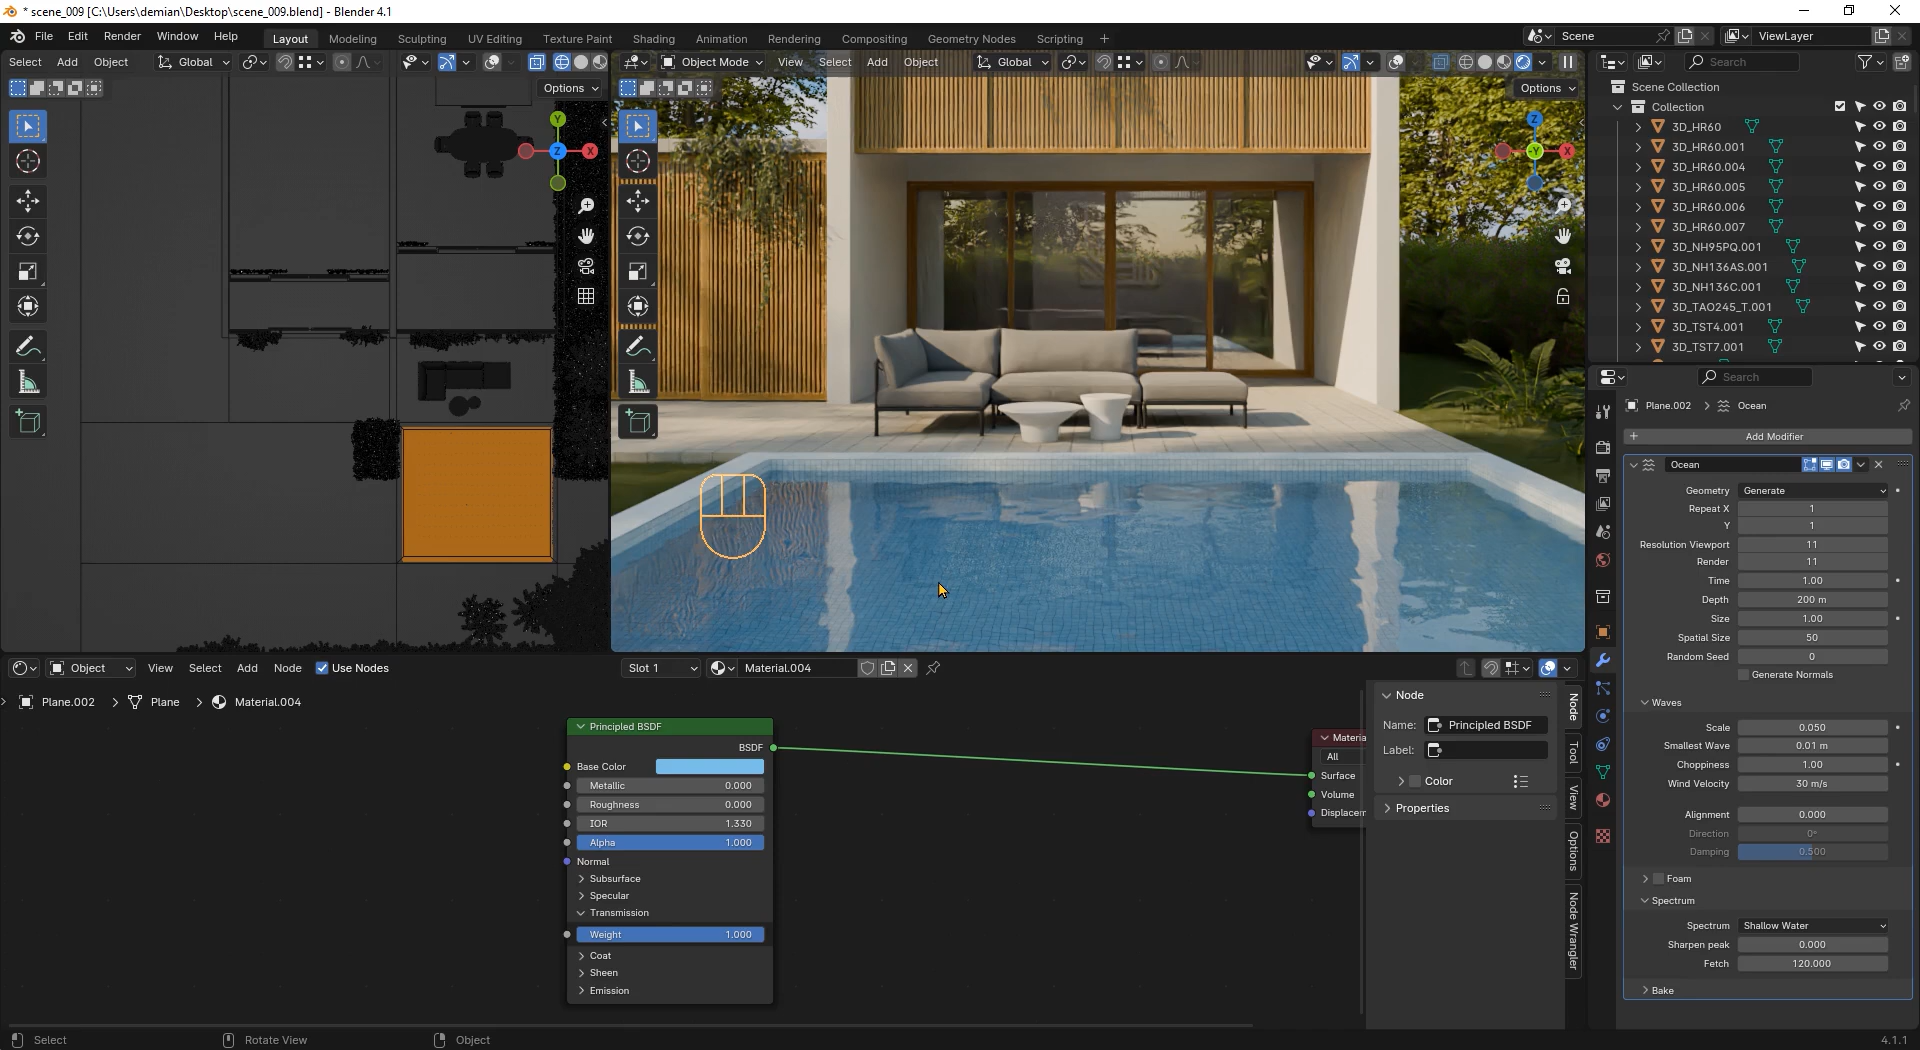 * scene_009 [C:\Users\demian\Desktop\scene_009.blend] - Blender 4.1
File Edit Render Window Help
Layout Modeling Sculpting UV Editing Texture Paint Shading Animation Rendering Compositing Geometry Nodes Scripting +
Scene
ViewLayer
Select Add Object Global
Options
Y
Z
X
Object Mode View Select Add Object Global
Options
Z
Y
X
Search
Scene Collection
Collection
3D_HR60
3D_HR60.001
3D_HR60.004
3D_HR60.005
3D_HR60.006
3D_HR60.007
3D_NH95PQ.001
3D_NH136AS.001
3D_NH136C.001
3D_TAO245_T.001
3D_TST4.001
3D_TST7.001
Search
Plane.002 > Ocean
+ Add Modifier
Ocean
Geometry Generate
Repeat X 1
Y 1
Resolution Viewport 11
Render 11
Time 1.00
Depth 200 m
Size 1.00
Spatial Size 50
Random Seed 0
Generate Normals
Waves
Scale 0.050
Smallest Wave 0.01 m
Choppiness 1.00
Wind Velocity 30 m/s
Alignment 0.000
Direction 0°
Damping 0.500
Foam
Spectrum
Spectrum Shallow Water
Sharpen peak 0.000
Fetch 120.000
Bake
Object View Select Add Node Use Nodes
Slot 1 Material.004
Plane.002 > Plane > Material.004
Principled BSDF
BSDF
Base Color
Metallic 0.000
Roughness 0.000
IOR 1.330
Alpha 1.000
Normal
Subsurface
Specular
Transmission
Weight 1.000
Coat
Sheen
Emission
Materia
All
Surface
Volume
Displacem
Node
Name: Principled BSDF
Label:
Color
Properties
Node
Tool
View
Options
Node Wrangler
Select Rotate View Object
4.1.1